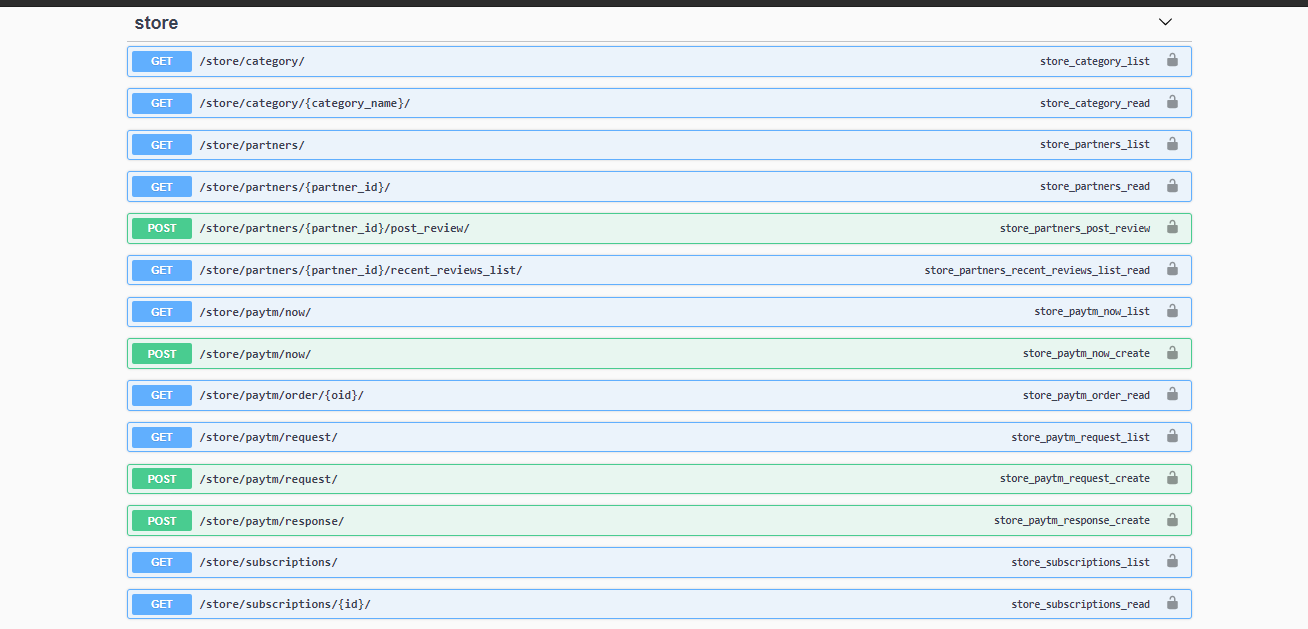 store
GET /store/category/ store_category_list
GET /store/category/{category_name}/ store_category_read
GET /store/partners/ store_partners_list
GET /store/partners/{partner_id}/ store_partners_read
POST /store/partners/{partner_id}/post_review/ store_partners_post_review
GET /store/partners/{partner_id}/recent_reviews_list/ store_partners_recent_reviews_list_read
GET /store/paytm/now/ store_paytm_now_list
POST /store/paytm/now/ store_paytm_now_create
GET /store/paytm/order/{oid}/ store_paytm_order_read
GET /store/paytm/request/ store_paytm_request_list
POST /store/paytm/request/ store_paytm_request_create
POST /store/paytm/response/ store_paytm_response_create
GET /store/subscriptions/ store_subscriptions_list
GET /store/subscriptions/{id}/ store_subscriptions_read